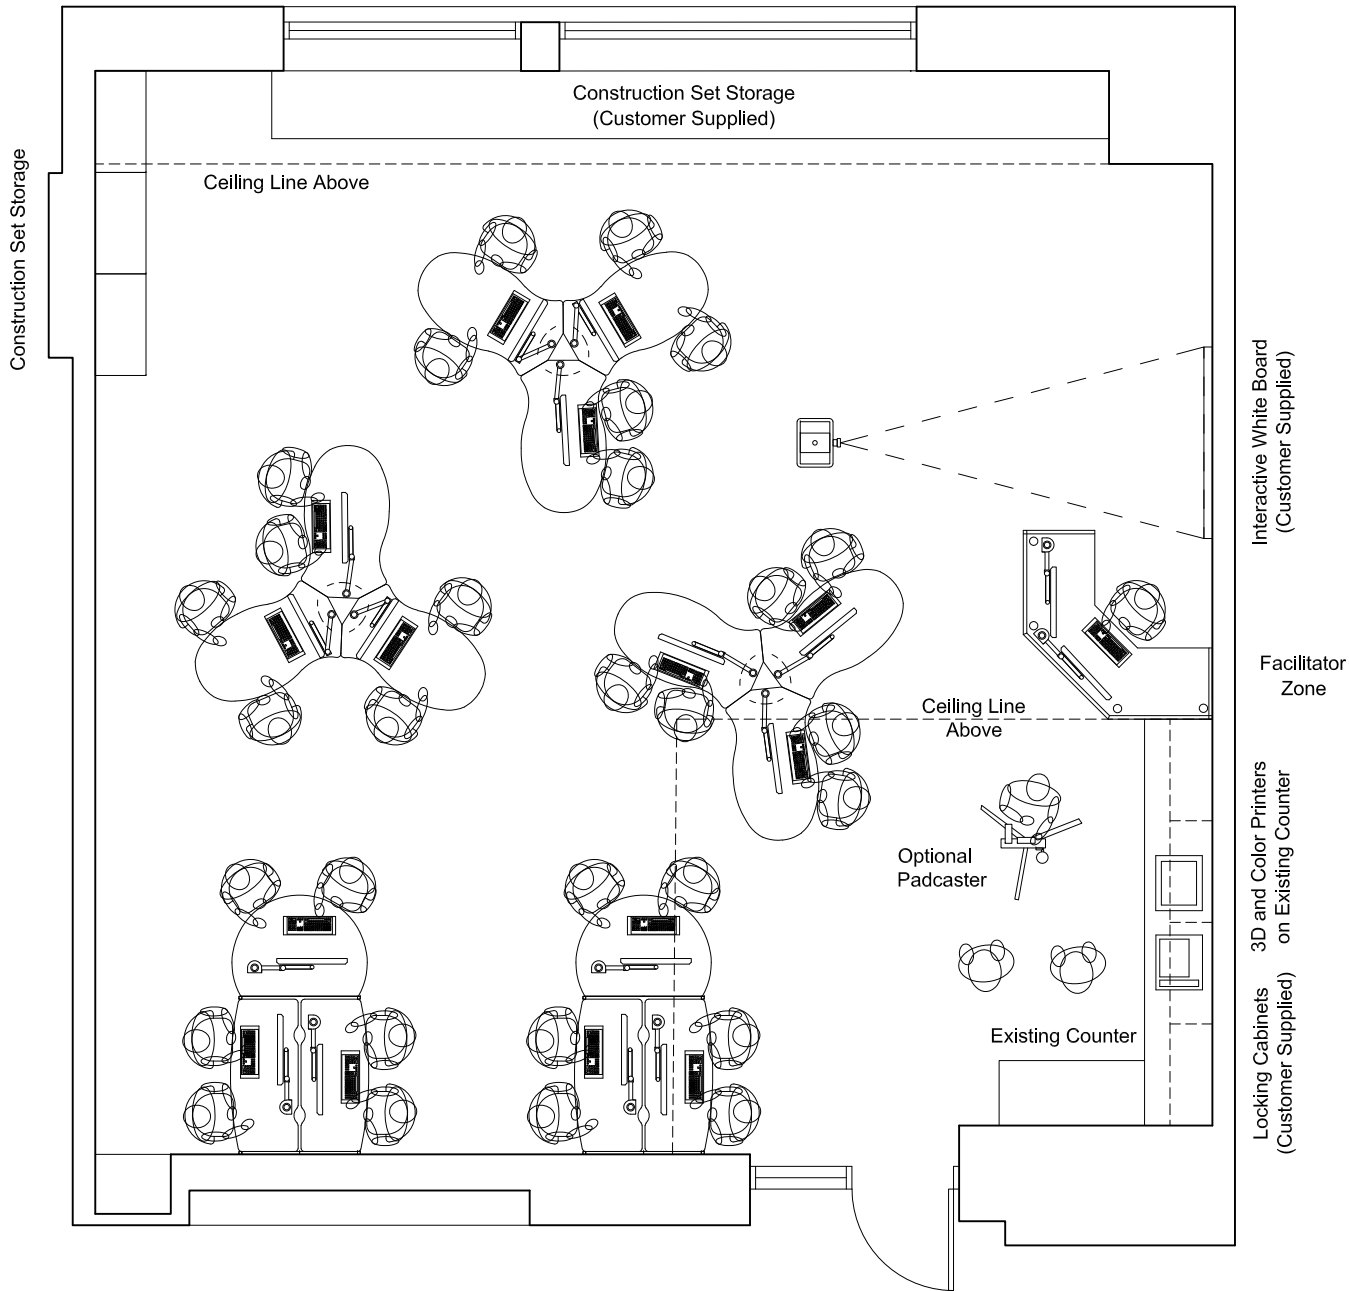 Construction Set Storage
(Customer Supplied)
Ceiling Line Above
Construction Set Storage
Interactive White Board
(Customer Supplied)
Facilitator
Zone
Ceiling Line
Above
3D and Color Printers
on Existing Counter
Optional
Padcaster
Locking Cabinets
(Customer Supplied)
Existing Counter